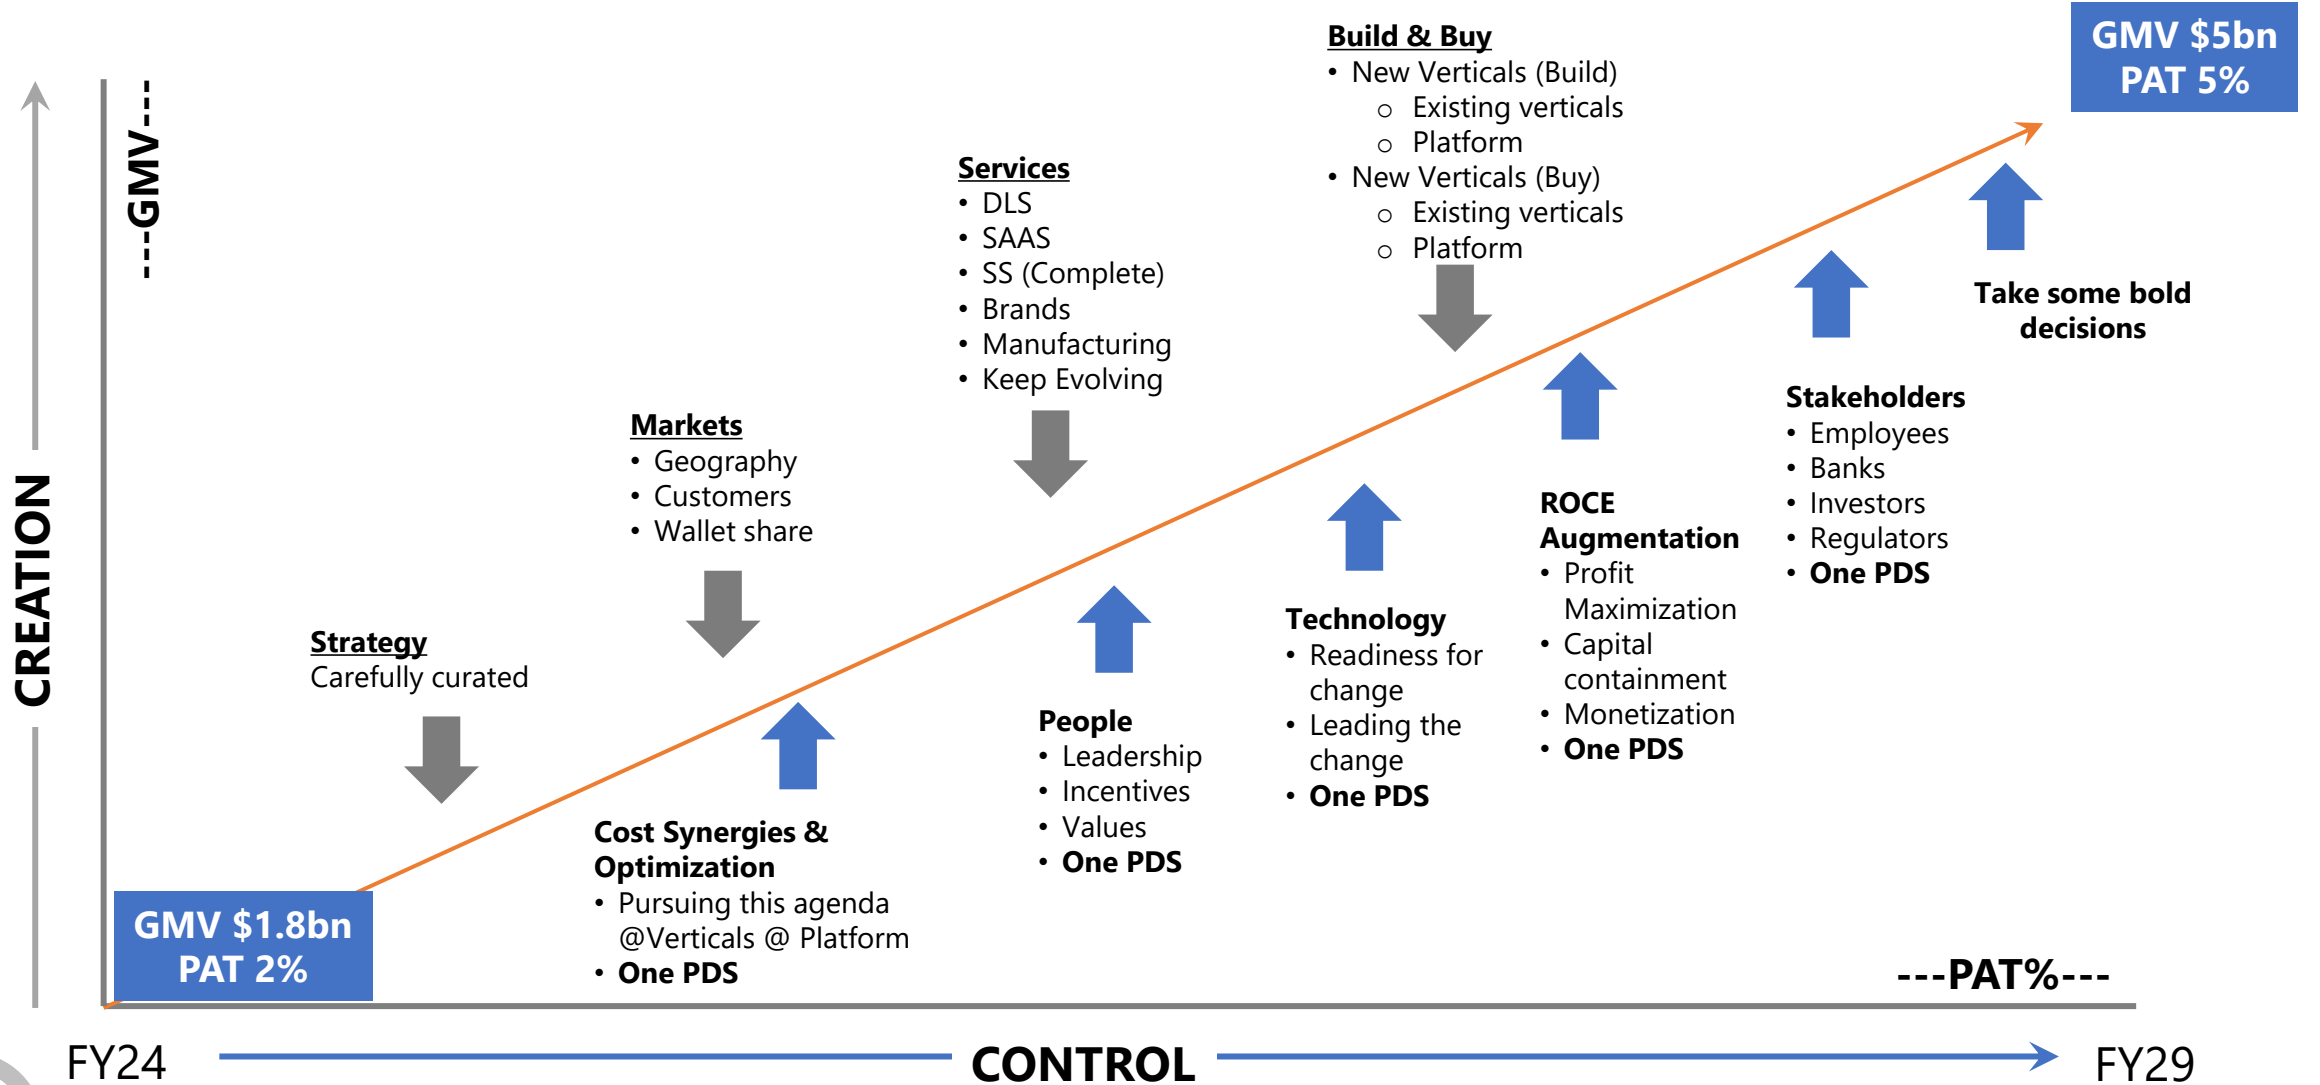 Build & Buy
• New Verticals (Build)
o Existing verticals
o Platform
• New Verticals (Buy)
o Existing verticals
o Platform
GMV $5bn
PAT 5%
---GMV---
Services
• DLS
• SAAS
• SS (Complete)
• Brands
• Manufacturing
• Keep Evolving
Take some bold
decisions
Markets
• Geography
• Customers
• Wallet share
Stakeholders
• Employees
• Banks
• Investors
• Regulators
• One PDS
CREATION
ROCE
Augmentation
• Profit
Maximization
• Capital
containment
• Monetization
• One PDS
Strategy
Carefully curated
Technology
• Readiness for
change
• Leading the
change
• One PDS
People
• Leadership
• Incentives
• Values
• One PDS
Cost Synergies &
Optimization
• Pursuing this agenda
@Verticals @ Platform
• One PDS
GMV $1.8bn
PAT 2%
---PAT%---
FY24
CONTROL
FY29